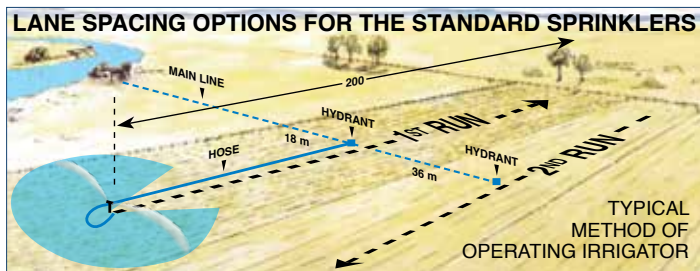 LANE SPACING OPTIONS FOR THE STANDARD SPRINKLERS
200
MAIN LINE
HYDRANT
1ST RUN
18 m
HOSE
HYDRANT
2ND RUN
36 m
TYPICAL
METHOD OF
OPERATING IRRIGATOR